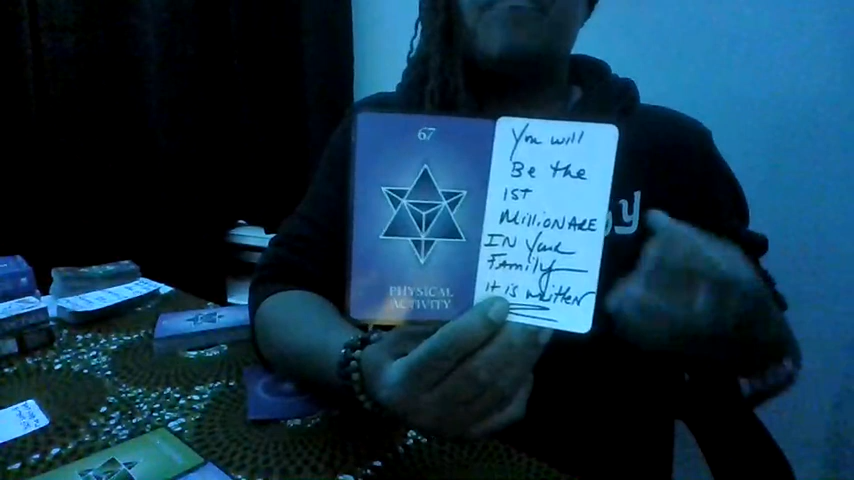 67
PHYSICAL
ACTIVITY
You will
Be the
1ST
MillionARE
IN Your
Family
it is written